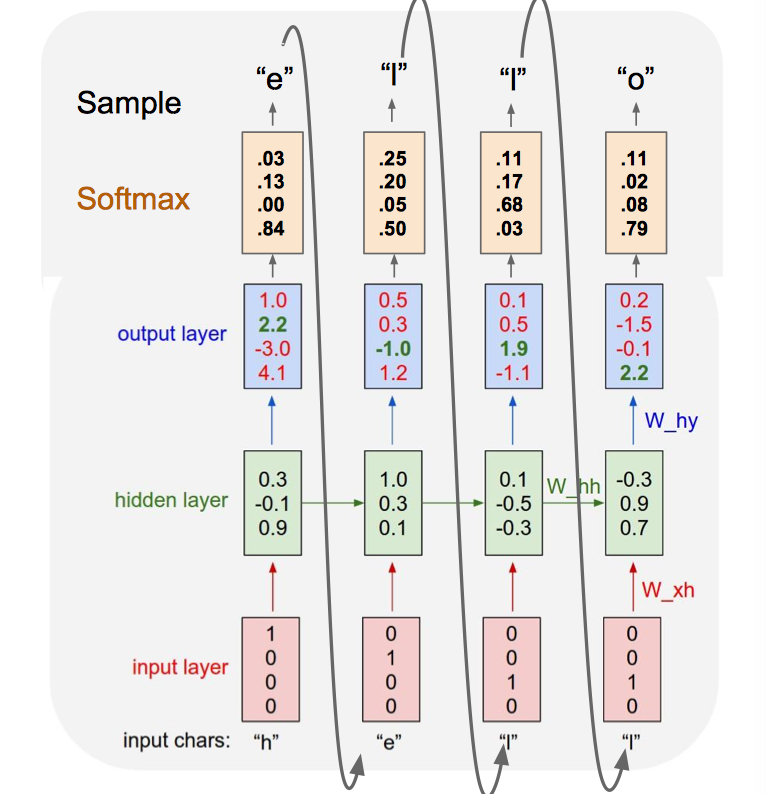 “e” “l” “l” “o”
Sample
.03 .25 .11 .11
.13 .20 .17 .02
Softmax
.00 .05 .68 .08
.84 .50 .03 .79
1.0 0.5 0.1 0.2
output layer 2.2 0.3 0.5 -1.5
-3.0 -1.0 1.9 -0.1
4.1 1.2 -1.1 2.2
W_hy
0.3 1.0 0.1 -0.3
W_hh
hidden layer -0.1 0.3 -0.5 0.9
0.9 0.1 -0.3 0.7
W_xh
1 0 0 0
0 1 0 0
input layer
0 0 1 1
0 0 0 0
input chars: “h” “e” “l” “l”